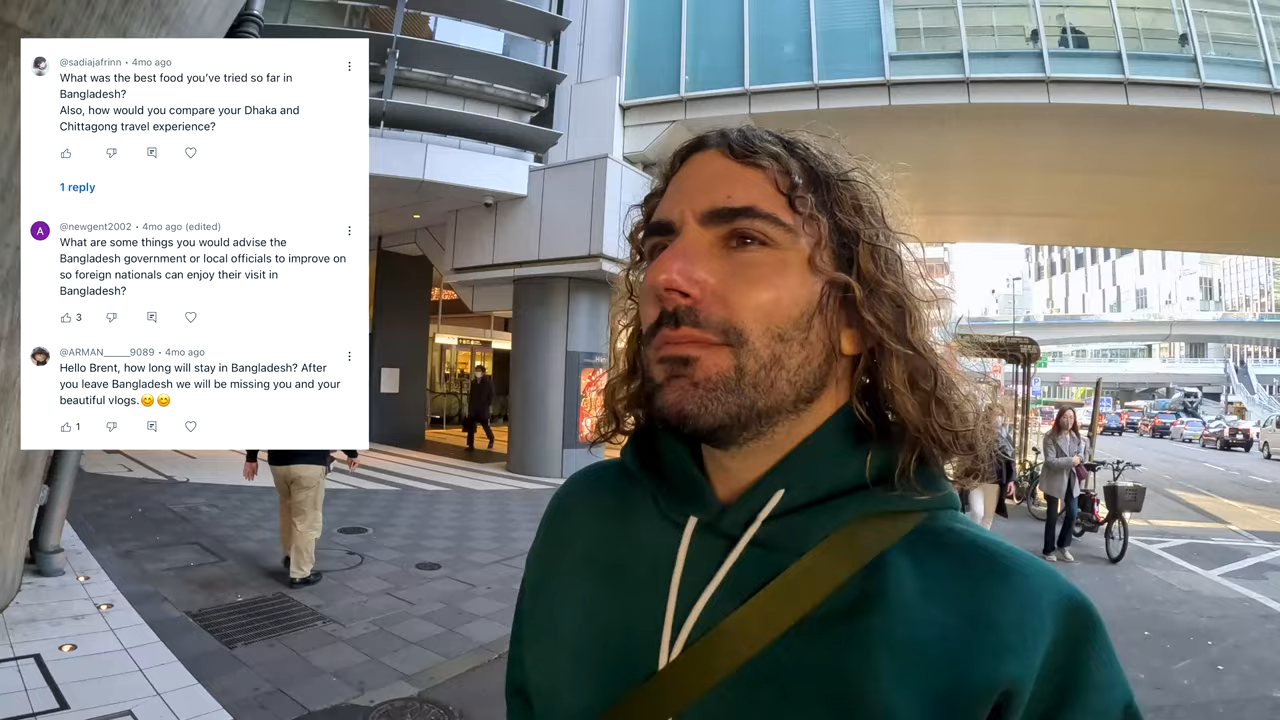 @sadiajafrinn • 4mo ago
What was the best food you've tried so far in
Bangladesh?
Also, how would you compare your Dhaka and
Chittagong travel experience?
1 reply
A
@newgent2002 • 4mo ago (edited)
What are some things you would advise the
Bangladesh government or local officials to improve on
so foreign nationals can enjoy their visit in
Bangladesh?
3
@ARMAN_____9089 • 4mo ago
Hello Brent, how long will stay in Bangladesh? After
you leave Bangladesh we will be missing you and your
beautiful vlogs.😊😊
1